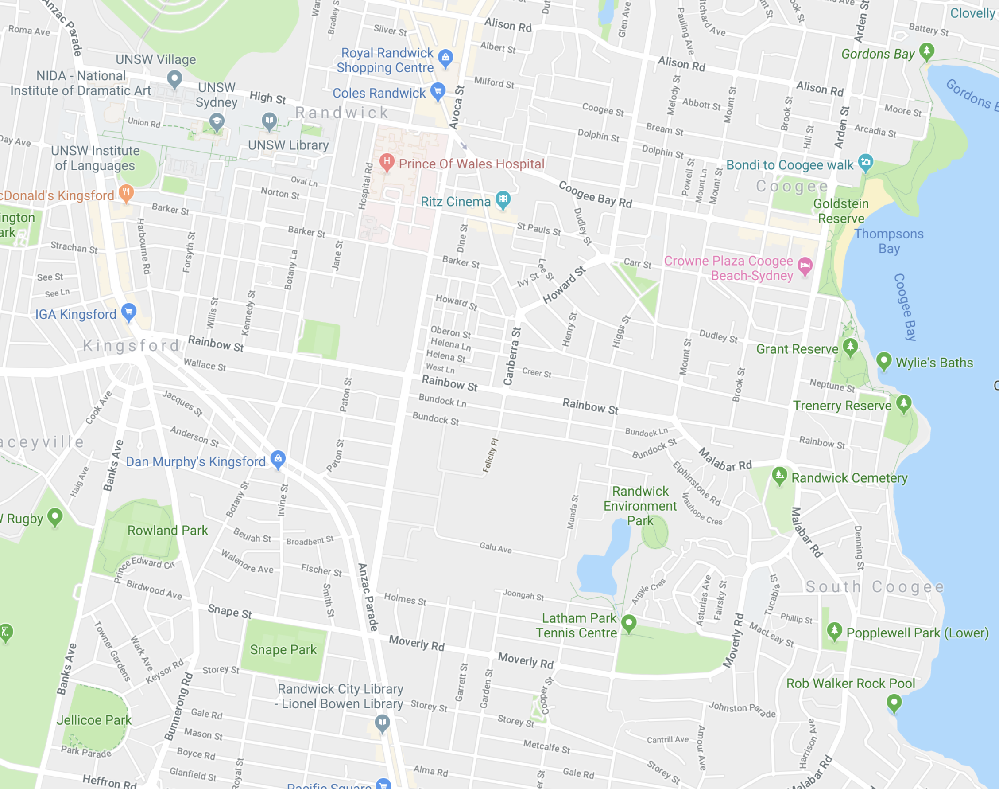 Anzac Parade
Roma Ave
Silver St
Bradley S
Alison Rd
Albert St
Glen Ave
Pauling Ave
Arden St
Clovelly
Battery St
Royal Randwick
Shopping Centre
Gordons Bay
UNSW Village
NIDA - National
Institute of Dramatic Art
UNSW
Sydney
High St
Coles Randwick
Randwick
Avoca St
Milford St
Alison Rd
Alison Rd
Melody St
Abbott St
Mount St
Brook St
Moore St
Coogee St
Union Rd
Day Ave
UNSW Library
UNSW Institute
of Languages
Dolphin St
Bream St
Dolphin St
Hill St
Arden St
Arcadia St
Prince Of Wales Hospital
Hospital Rd
Bondi to Coogee walk
Coogee
Oval Ln
Norton St
Powell St
Mount Ln
Mount St
Coogee Bay Rd
cDonald's Kingsford
Barker St
Ritz Cinema
Goldstein
Reserve
ington
ark
Harbourne Rd
Forsyth St
Barker St
Botany La
Jane St
Dine St
St Pauls St
Dudley St
Thompsons
Bay
Strachan St
Barker St
Lee St
Carr St
Crowne Plaza Coogee
Beach-Sydney
See St
See Ln
Ivy St
Howard St
Howard St
Coogee Bay
IGA Kingsford
Willis St
Kennedy St
Oberon St
Helena Ln
Helena St
West Ln
Canberra St
Henry St
Higgs St
Mount St
Dudley St
Kingsford
Rainbow St
Wallace St
Grant Reserve
Wylie's Baths
Creer St
Rainbow St
Brook St
Neptune St
Paton St
Bundock Ln
Bundock St
Rainbow St
Trenerry Reserve
Cook Ave
Jacques St
Anderson St
aceyville
Bundock Ln
Bundock St
Rainbow St
Banks Ave
Dan Murphy's Kingsford
Paton St
Felicity Pl
Malabar Rd
Elphinstone Rd
Wauhope Cres
Randwick Cemetery
Haig Ave
Botany St
Irvine St
Randwick
Environment
Park
Munda St
W Rugby
Rowland Park
Beulah St
Broadbent St
Galu Ave
Malabar Rd
Denning St
Walenore Ave
Fischer St
Prince Edward Cir
Birdwood Ave
Smith St
Anzac Parade
Holmes St
Joongah St
Argyle Cres
Asturias Ave
Fairsky St
Tucabia St
South Coogee
Snape St
Latham Park
Tennis Centre
Moverly Rd
Phillip St
MacLeay St
Popplewell Park (Lower)
Towner Gardens
Wark Ave
Keysor Rd
Snape Park
Moverly Rd
Moverly Rd
Storey St
Banks Ave
Bunnerong Rd
Randwick City Library
- Lionel Bowen Library
Garrett St
Garden St
Cooper St
Rob Walker Rock Pool
Storey St
Johnston Parade
Jellicoe Park
Gale Rd
Mason St
Storey St
Cantrill Ave
Armour Ave
Harrison Ave
Park Parade
Boyce Rd
Metcalfe St
Glanfield St
Royal St
Alma Rd
Gale Rd
Storey St
Malabar Rd
Heffron Rd
Pacific Square